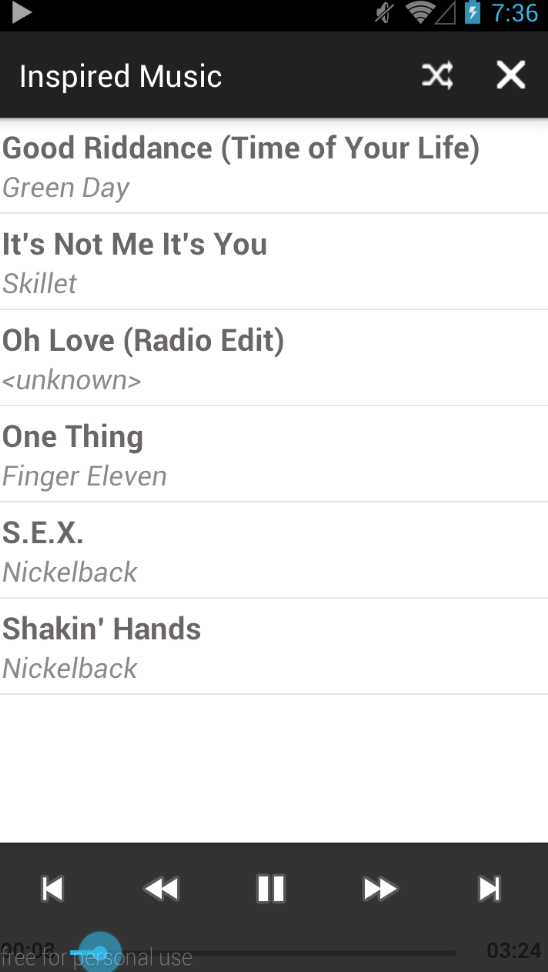 7:36
Inspired Music
Good Riddance (Time of Your Life)
Green Day
It's Not Me It's You
Skillet
Oh Love (Radio Edit)
<unknown>
One Thing
Finger Eleven
S.E.X.
Nickelback
Shakin' Hands
Nickelback
00:08 03:24
free for personal use